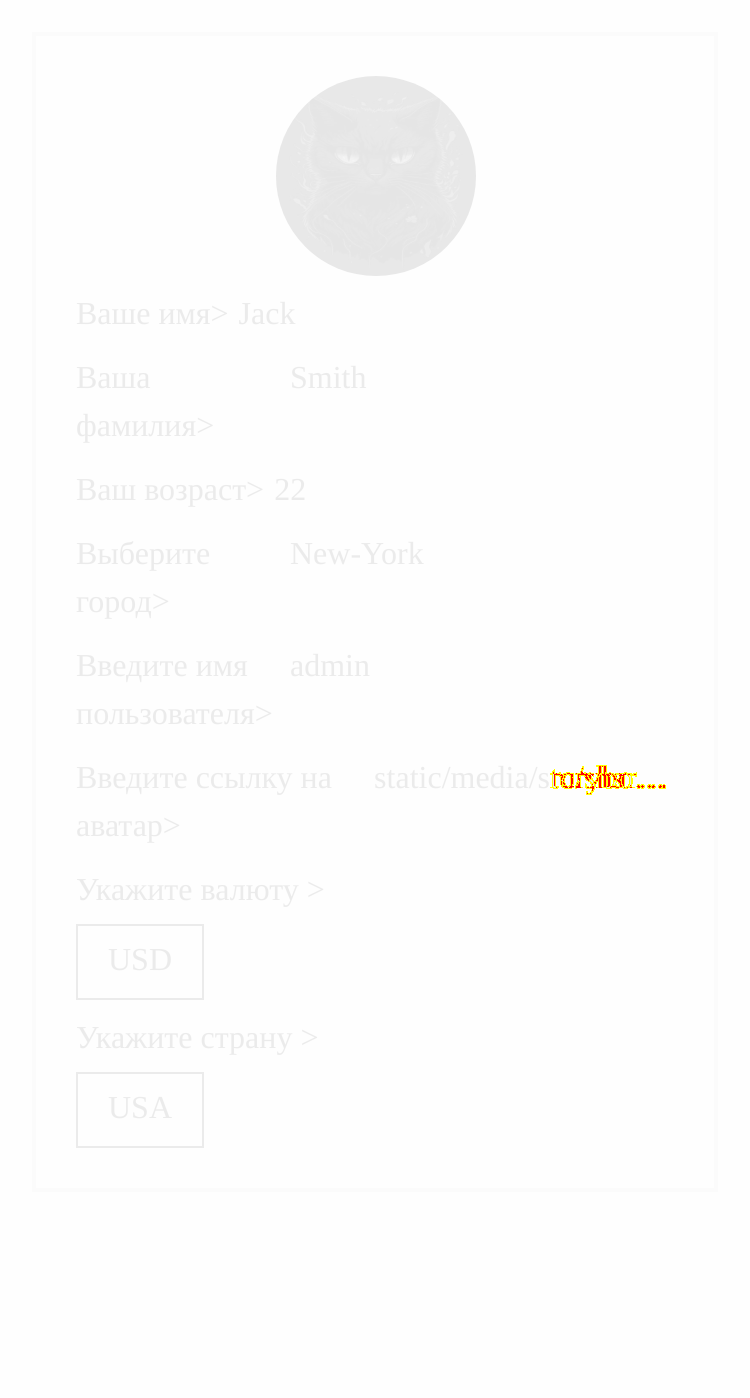 Ваше имя> Jack
Ваша Smith
фамилия>
Ваш возраст> 22
Выберите New-York
город>
Введите имя admin
пользователя>
Введите ссылку на static/media/s
аватар>
Укажите валюту >
USD
Укажите страну >
USA